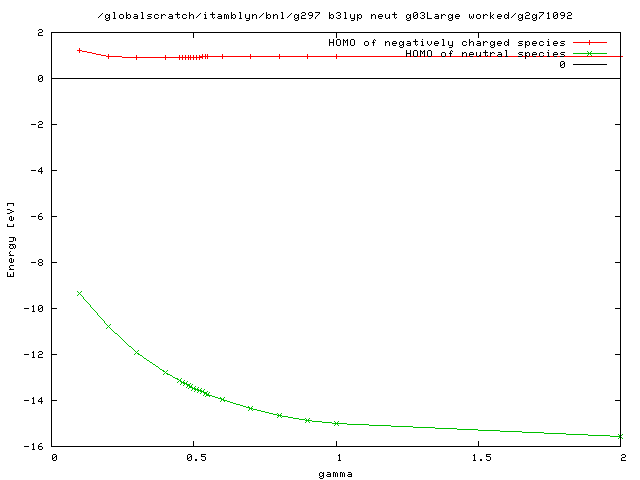 /globalscratch/itamblyn/bnl/g297 b3lyp neut g03Large worked/g2g71092
HOMO of negatively charged species
HOMO of neutral species
0
2
0
-2
-4
-6
-8
-10
-12
-14
-16
Energy [eV]
0 0.5 1 1.5 2
gamma